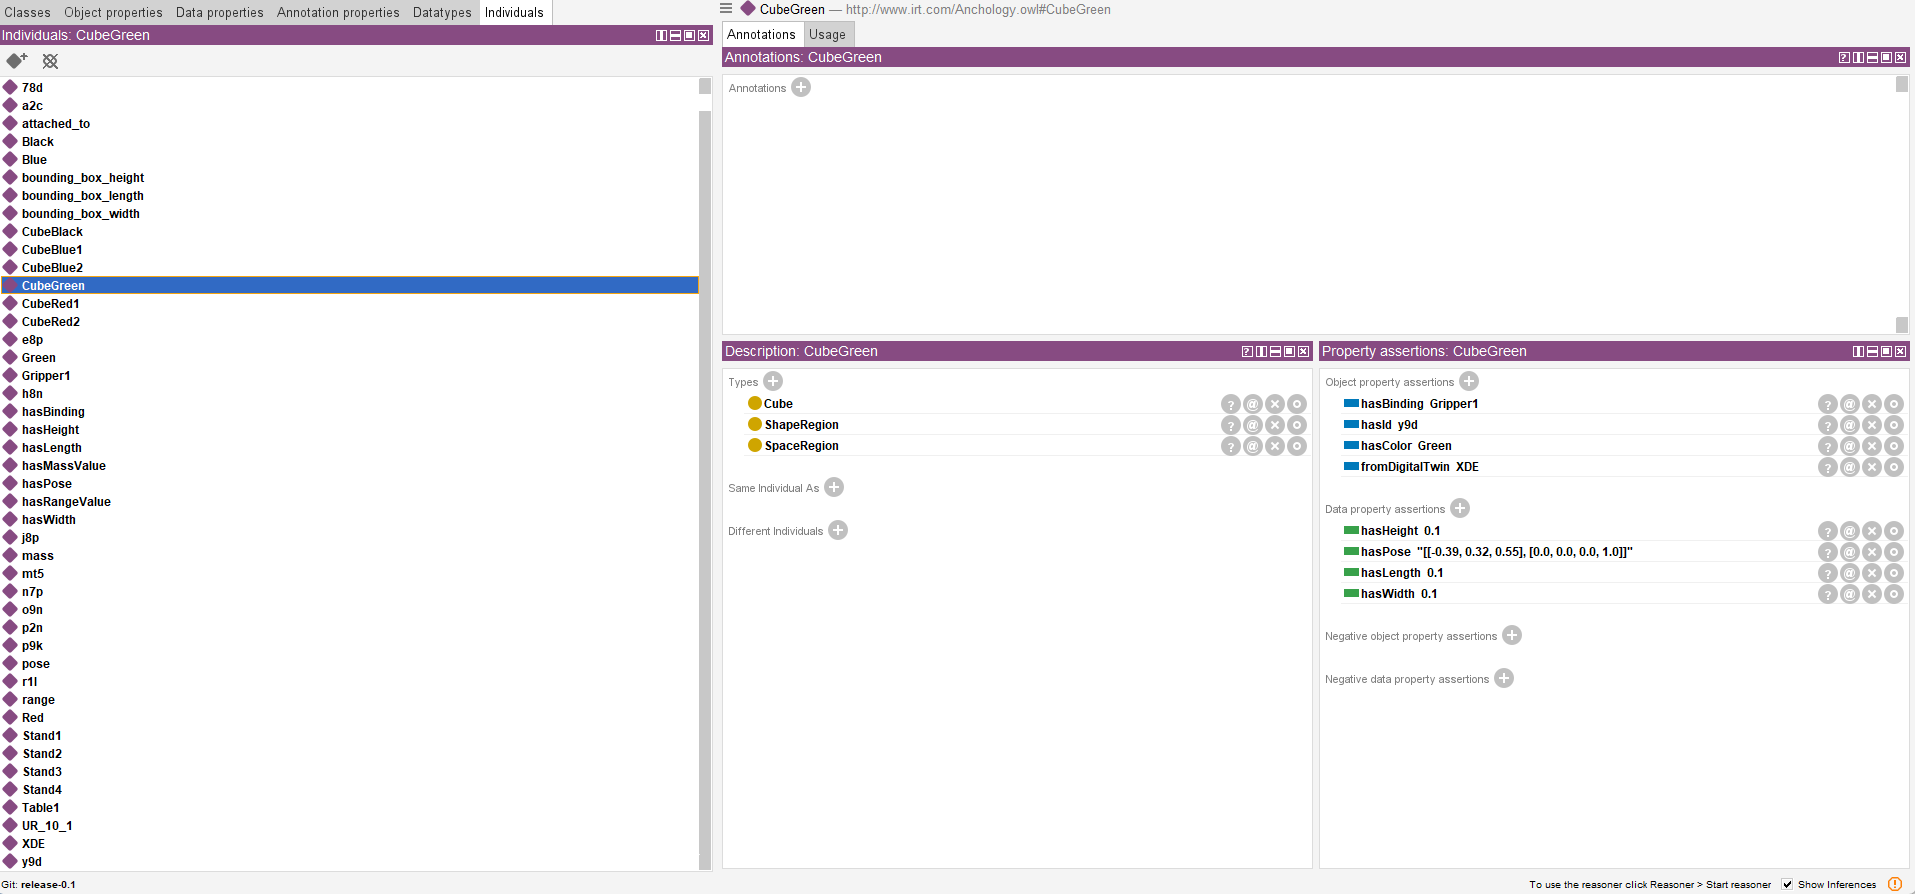 Classes Object properties Data properties Annotation properties Datatypes Individuals
Individuals: CubeGreen
78d
a2c
attached_to
Black
Blue
bounding_box_height
bounding_box_length
bounding_box_width
CubeBlack
CubeBlue1
CubeBlue2
CubeGreen
CubeRed1
CubeRed2
e8p
Green
Gripper1
h8n
hasBinding
hasHeight
hasLength
hasMassValue
hasPose
hasRangeValue
hasWidth
j8p
mass
mt5
n7p
o9n
p2n
p9k
pose
r1l
range
Red
Stand1
Stand2
Stand3
Stand4
Table1
UR_10_1
XDE
y9d
Git: release-0.1
CubeGreen — http://www.irt.com/Anchology.owl#CubeGreen
Annotations Usage
Annotations: CubeGreen
Annotations
Description: CubeGreen
Types
Cube
ShapeRegion
SpaceRegion
Same Individual As
Different Individuals
Property assertions: CubeGreen
Object property assertions
hasBinding Gripper1
hasId y9d
hasColor Green
fromDigitalTwin XDE
Data property assertions
hasHeight 0.1
hasPose "[[-0.39, 0.32, 0.55], [0.0, 0.0, 0.0, 1.0]]"
hasLength 0.1
hasWidth 0.1
Negative object property assertions
Negative data property assertions
To use the reasoner click Reasoner > Start reasoner Show Inferences